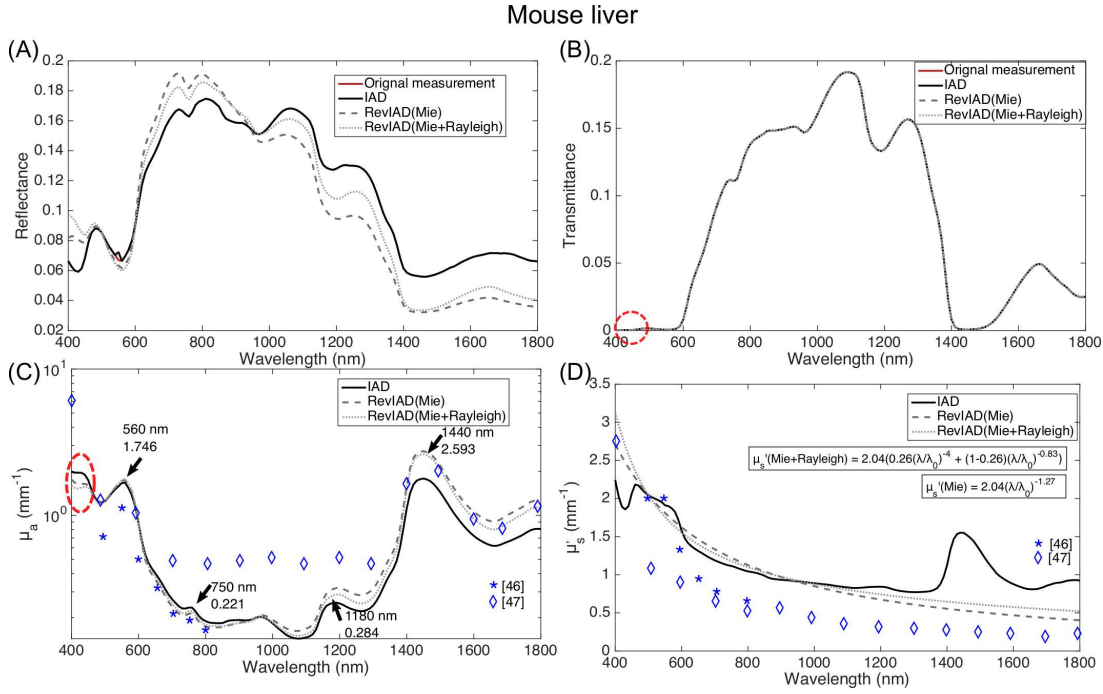 Mouse liver
(A)
0.2
0.18
0.16
0.14
0.12
0.1
0.08
0.06
0.04
0.02
Reflectance
400 600 800 1000 1200 1400 1600 1800
Wavelength (nm)
Orignal measurement
IAD
RevIAD(Mie)
RevIAD(Mie+Rayleigh)
(B)
0.2
0.15
0.1
0.05
0
Transmittance
400 600 800 1000 1200 1400 1600 1800
Wavelength (nm)
Orignal measurement
IAD
RevIAD(Mie)
RevIAD(Mie+Rayleigh)
(C)
10¹
10⁰
μa (mm⁻¹)
400 600 800 1000 1200 1400 1600 1800
Wavelength (nm)
IAD
RevIAD(Mie)
RevIAD(Mie+Rayleigh)
560 nm
1.746
1440 nm
2.593
750 nm
0.221
1180 nm
0.284
[46]
[47]
(D)
3.5
3
2.5
2
1.5
1
0.5
0
μs' (mm⁻¹)
400 600 800 1000 1200 1400 1600 1800
Wavelength (nm)
IAD
RevIAD(Mie)
RevIAD(Mie+Rayleigh)
μs'(Mie+Rayleigh) = 2.04(0.26(λ/λ₀)⁻⁴ + (1-0.26)(λ/λ₀)⁻⁰·⁸³)
μs'(Mie) = 2.04(λ/λ₀)⁻¹·²⁷
[46]
[47]